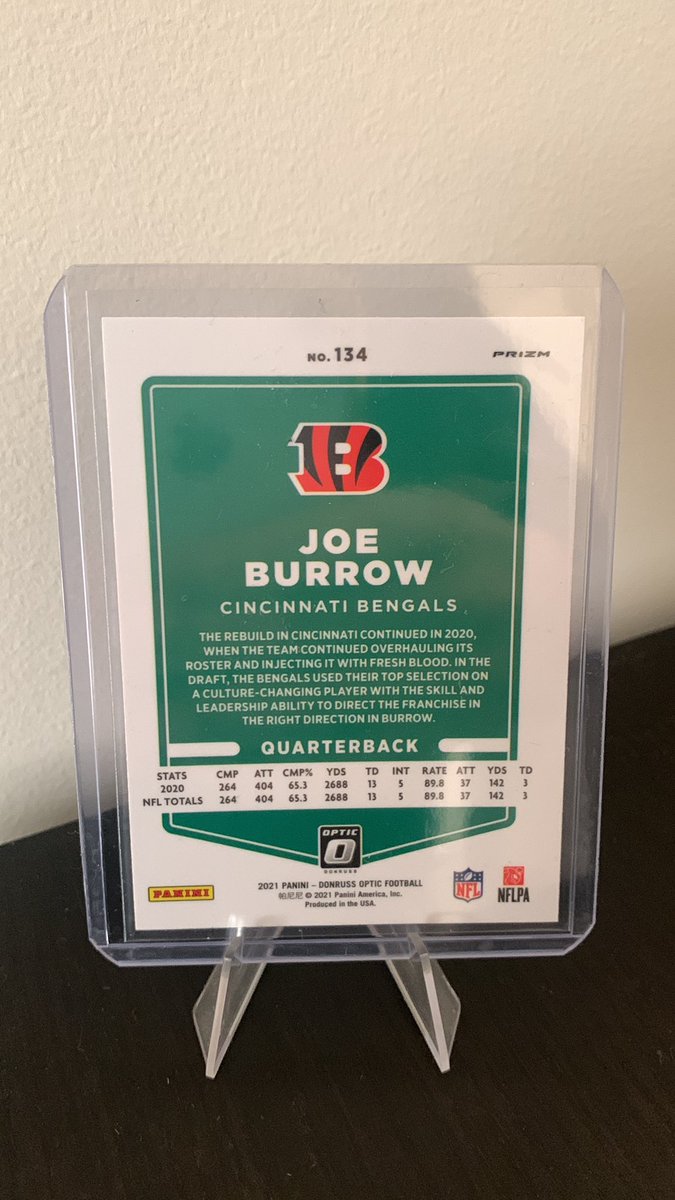 NO. 134
PRIZM
B
JOE
BURROW
CINCINNATI BENGALS
THE REBUILD IN CINCINNATI CONTINUED IN 2020,
WHEN THE TEAM CONTINUED OVERHAULING ITS
ROSTER AND INJECTING IT WITH FRESH BLOOD. IN THE
DRAFT, THE BENGALS USED THEIR TOP SELECTION ON
A CULTURE-CHANGING PLAYER WITH THE SKILL AND
LEADERSHIP ABILITY TO DIRECT THE FRANCHISE IN
THE RIGHT DIRECTION IN BURROW.
QUARTERBACK
STATS CMP ATT CMP% YDS TD INT RATE ATT YDS TD
2020 264 404 65.3 2688 13 5 89.8 37 142 3
NFL TOTALS 264 404 65.3 2688 13 5 89.8 37 142 3
OPTIC
O
DONRUSS
PANINI
2021 PANINI – DONRUSS OPTIC FOOTBALL
帕尼尼 © 2021 Panini America, Inc.
Produced in the USA.
NFL
NFLPA